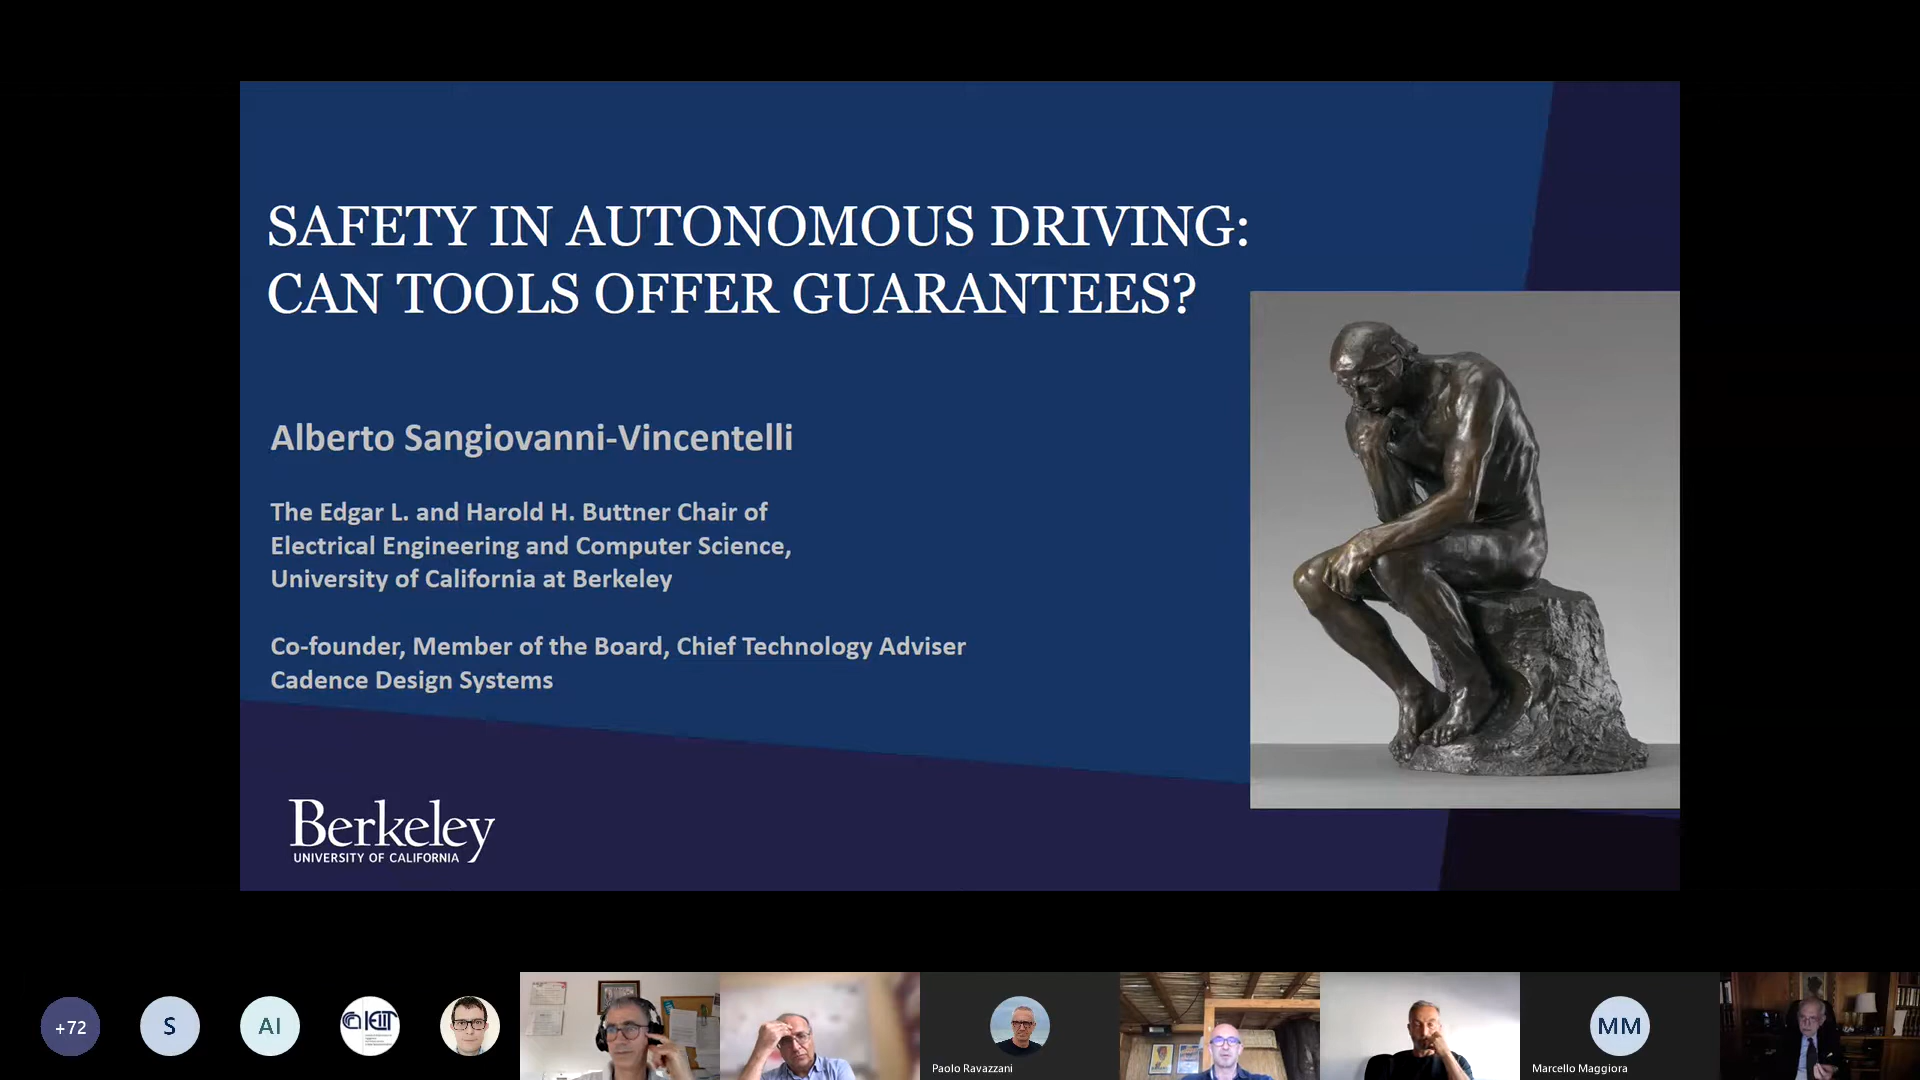 SAFETY IN AUTONOMOUS DRIVING:
CAN TOOLS OFFER GUARANTEES?
Alberto Sangiovanni-Vincentelli
The Edgar L. and Harold H. Buttner Chair of
Electrical Engineering and Computer Science,
University of California at Berkeley
Co-founder, Member of the Board, Chief Technology Adviser
Cadence Design Systems
Berkeley
UNIVERSITY OF CALIFORNIA
+72
S
AI
IEIIT
Paolo Ravazzani
MM
Marcello Maggiora